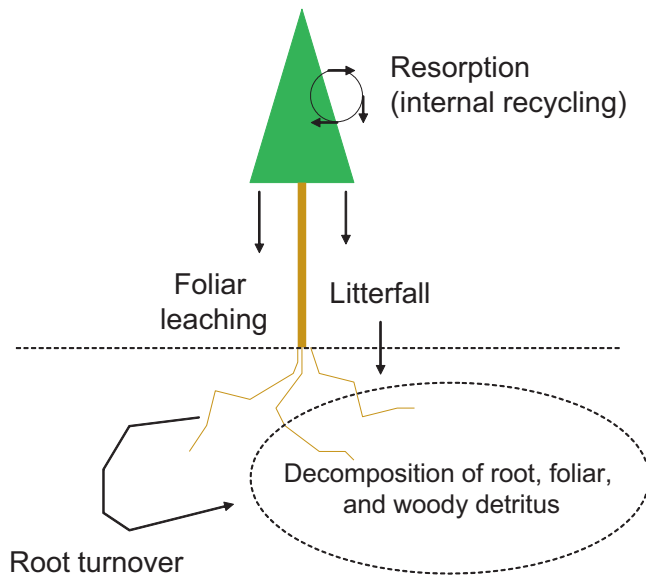 Resorption
(internal recycling)
Foliar
leaching
Litterfall
Decomposition of root, foliar,
and woody detritus
Root turnover